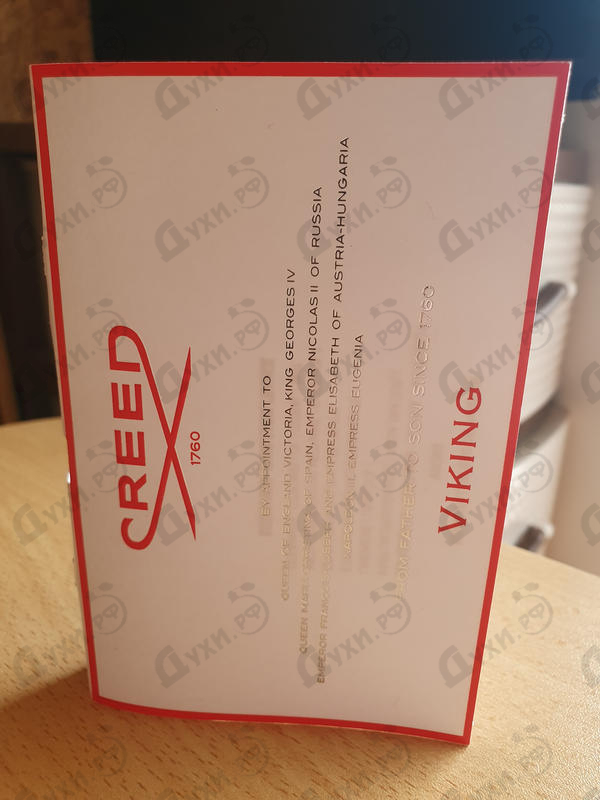 CREED
1760
BY APPOINTMENT TO
QUEEN OF ENGLAND VICTORIA, KING GEORGES IV
QUEEN MARIA CRISTINA OF SPAIN, EMPEROR NICOLAS II OF RUSSIA
EMPEROR FRANÇOIS-JOSEPH AND EMPRESS ELISABETH OF AUSTRIA-HUNGARIA
NAPOLEON III, EMPRESS EUGENIA
FROM FATHER TO SON SINCE 1760
VIKING
Духи.РФ